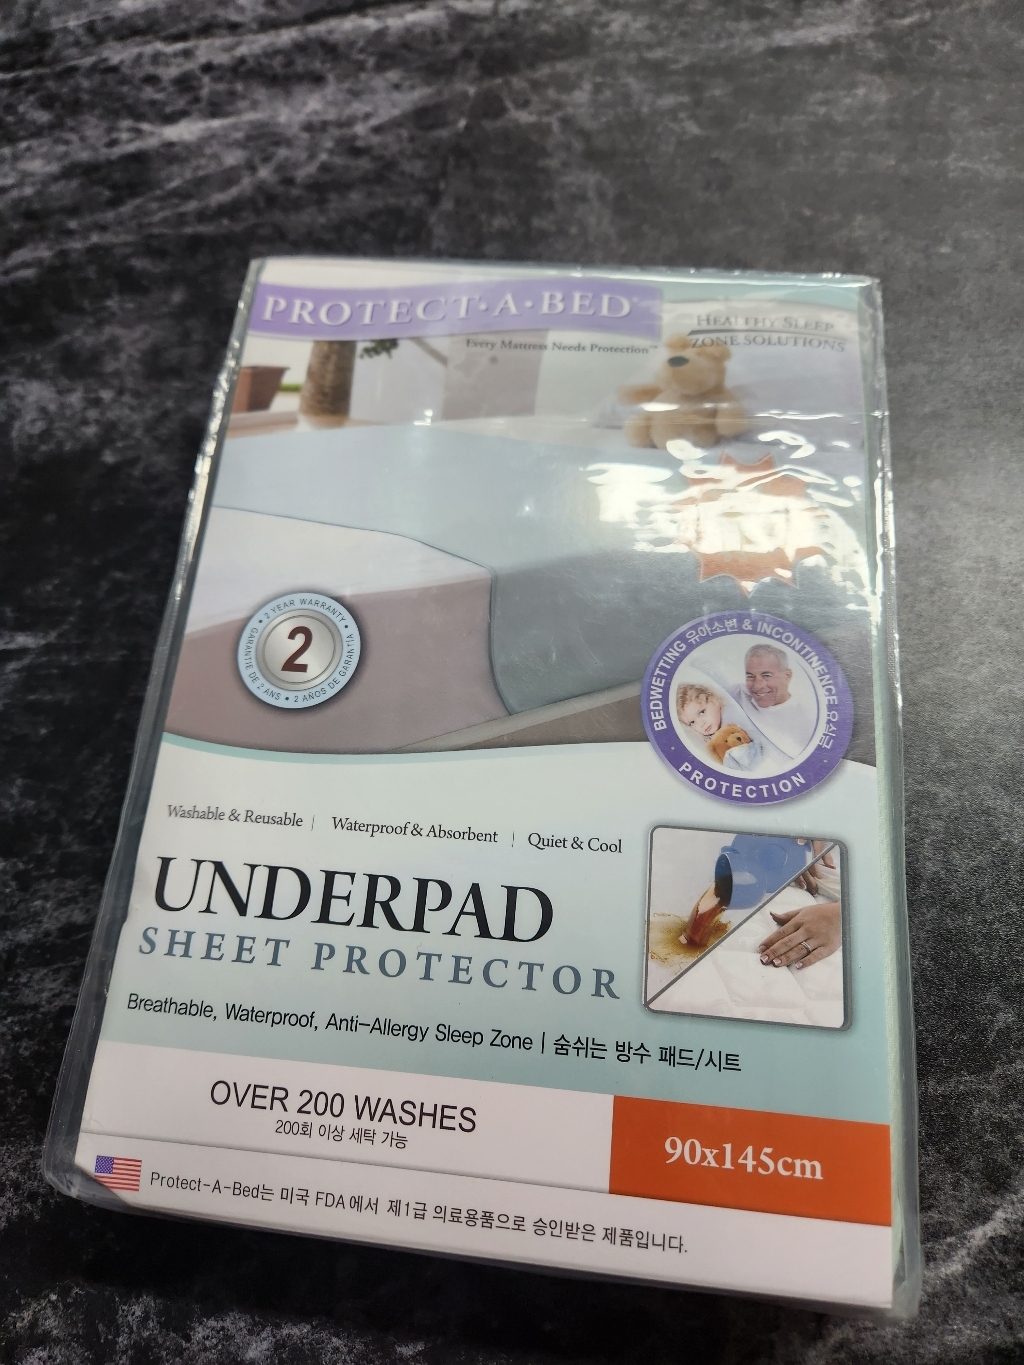 PROTECT·A·BED®
Every Mattress Needs Protection™
HEALTHY SLEEP
ZONE SOLUTIONS
2 YEAR WARRANTY
GARANTIE DE 2 ANS • 2 AÑOS DE GARANTÍA
2
BEDWETTING 유아소변 & INCONTINENCE 요실금
PROTECTION
Washable & Reusable | Waterproof & Absorbent | Quiet & Cool
UNDERPAD
SHEET PROTECTOR
Breathable, Waterproof, Anti-Allergy Sleep Zone | 숨쉬는 방수 패드/시트
OVER 200 WASHES
200회 이상 세탁 가능
90x145cm
Protect-A-Bed는 미국 FDA에서 제1급 의료용품으로 승인받은 제품입니다.